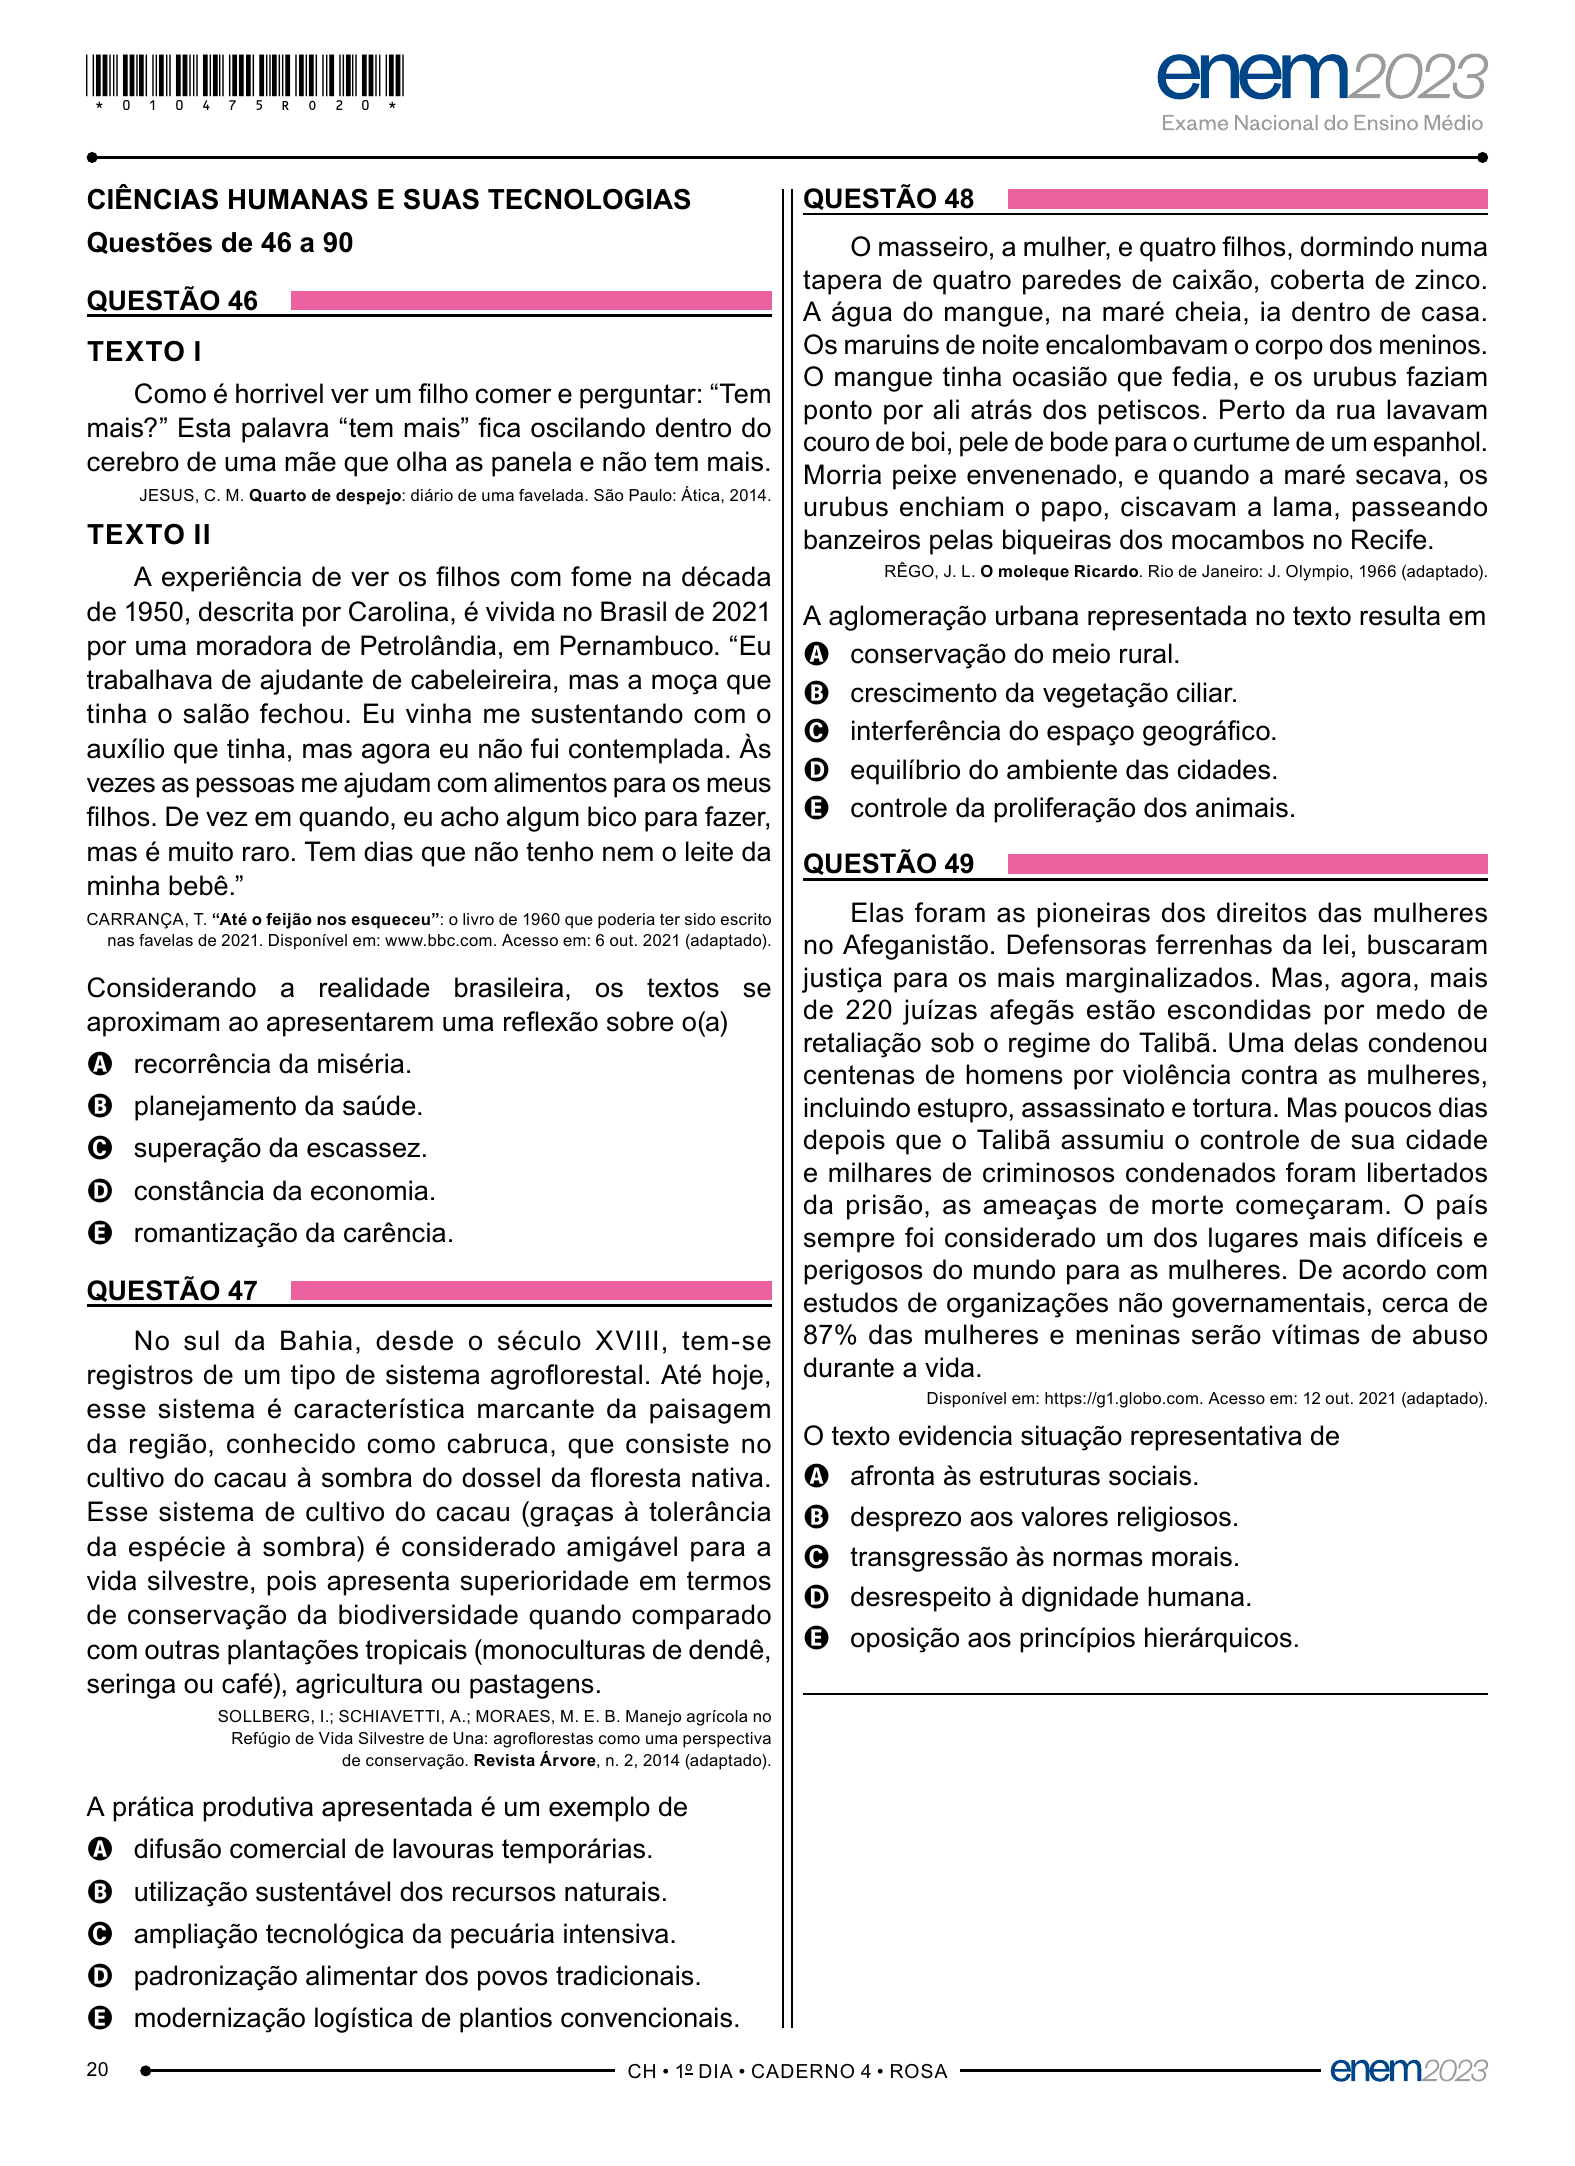 *010475R020*
enem2023
Exame Nacional do Ensino Médio
CIÊNCIAS HUMANAS E SUAS TECNOLOGIAS
Questões de 46 a 90
QUESTÃO 46
TEXTO I
Como é horrivel ver um filho comer e perguntar: “Tem
mais?” Esta palavra “tem mais” fica oscilando dentro do
cerebro de uma mãe que olha as panela e não tem mais.
JESUS, C. M. Quarto de despejo: diário de uma favelada. São Paulo: Ática, 2014.
TEXTO II
A experiência de ver os filhos com fome na década
de 1950, descrita por Carolina, é vivida no Brasil de 2021
por uma moradora de Petrolândia, em Pernambuco. “Eu
trabalhava de ajudante de cabeleireira, mas a moça que
tinha o salão fechou. Eu vinha me sustentando com o
auxílio que tinha, mas agora eu não fui contemplada. Às
vezes as pessoas me ajudam com alimentos para os meus
filhos. De vez em quando, eu acho algum bico para fazer,
mas é muito raro. Tem dias que não tenho nem o leite da
minha bebê.”
CARRANÇA, T. “Até o feijão nos esqueceu”: o livro de 1960 que poderia ter sido escrito
nas favelas de 2021. Disponível em: www.bbc.com. Acesso em: 6 out. 2021 (adaptado).
Considerando a realidade brasileira, os textos se
aproximam ao apresentarem uma reflexão sobre o(a)
A recorrência da miséria.
B planejamento da saúde.
C superação da escassez.
D constância da economia.
E romantização da carência.
QUESTÃO 47
No sul da Bahia, desde o século XVIII, tem-se
registros de um tipo de sistema agroflorestal. Até hoje,
esse sistema é característica marcante da paisagem
da região, conhecido como cabruca, que consiste no
cultivo do cacau à sombra do dossel da floresta nativa.
Esse sistema de cultivo do cacau (graças à tolerância
da espécie à sombra) é considerado amigável para a
vida silvestre, pois apresenta superioridade em termos
de conservação da biodiversidade quando comparado
com outras plantações tropicais (monoculturas de dendê,
seringa ou café), agricultura ou pastagens.
SOLLBERG, I.; SCHIAVETTI, A.; MORAES, M. E. B. Manejo agrícola no
Refúgio de Vida Silvestre de Una: agroflorestas como uma perspectiva
de conservação. Revista Árvore, n. 2, 2014 (adaptado).
A prática produtiva apresentada é um exemplo de
A difusão comercial de lavouras temporárias.
B utilização sustentável dos recursos naturais.
C ampliação tecnológica da pecuária intensiva.
D padronização alimentar dos povos tradicionais.
E modernização logística de plantios convencionais.
QUESTÃO 48
O masseiro, a mulher, e quatro filhos, dormindo numa
tapera de quatro paredes de caixão, coberta de zinco.
A água do mangue, na maré cheia, ia dentro de casa.
Os maruins de noite encalombavam o corpo dos meninos.
O mangue tinha ocasião que fedia, e os urubus faziam
ponto por ali atrás dos petiscos. Perto da rua lavavam
couro de boi, pele de bode para o curtume de um espanhol.
Morria peixe envenenado, e quando a maré secava, os
urubus enchiam o papo, ciscavam a lama, passeando
banzeiros pelas biqueiras dos mocambos no Recife.
RÊGO, J. L. O moleque Ricardo. Rio de Janeiro: J. Olympio, 1966 (adaptado).
A aglomeração urbana representada no texto resulta em
A conservação do meio rural.
B crescimento da vegetação ciliar.
C interferência do espaço geográfico.
D equilíbrio do ambiente das cidades.
E controle da proliferação dos animais.
QUESTÃO 49
Elas foram as pioneiras dos direitos das mulheres
no Afeganistão. Defensoras ferrenhas da lei, buscaram
justiça para os mais marginalizados. Mas, agora, mais
de 220 juízas afegãs estão escondidas por medo de
retaliação sob o regime do Talibã. Uma delas condenou
centenas de homens por violência contra as mulheres,
incluindo estupro, assassinato e tortura. Mas poucos dias
depois que o Talibã assumiu o controle de sua cidade
e milhares de criminosos condenados foram libertados
da prisão, as ameaças de morte começaram. O país
sempre foi considerado um dos lugares mais difíceis e
perigosos do mundo para as mulheres. De acordo com
estudos de organizações não governamentais, cerca de
87% das mulheres e meninas serão vítimas de abuso
durante a vida.
Disponível em: https://g1.globo.com. Acesso em: 12 out. 2021 (adaptado).
O texto evidencia situação representativa de
A afronta às estruturas sociais.
B desprezo aos valores religiosos.
C transgressão às normas morais.
D desrespeito à dignidade humana.
E oposição aos princípios hierárquicos.
20
CH • 1º DIA • CADERNO 4 • ROSA
enem2023